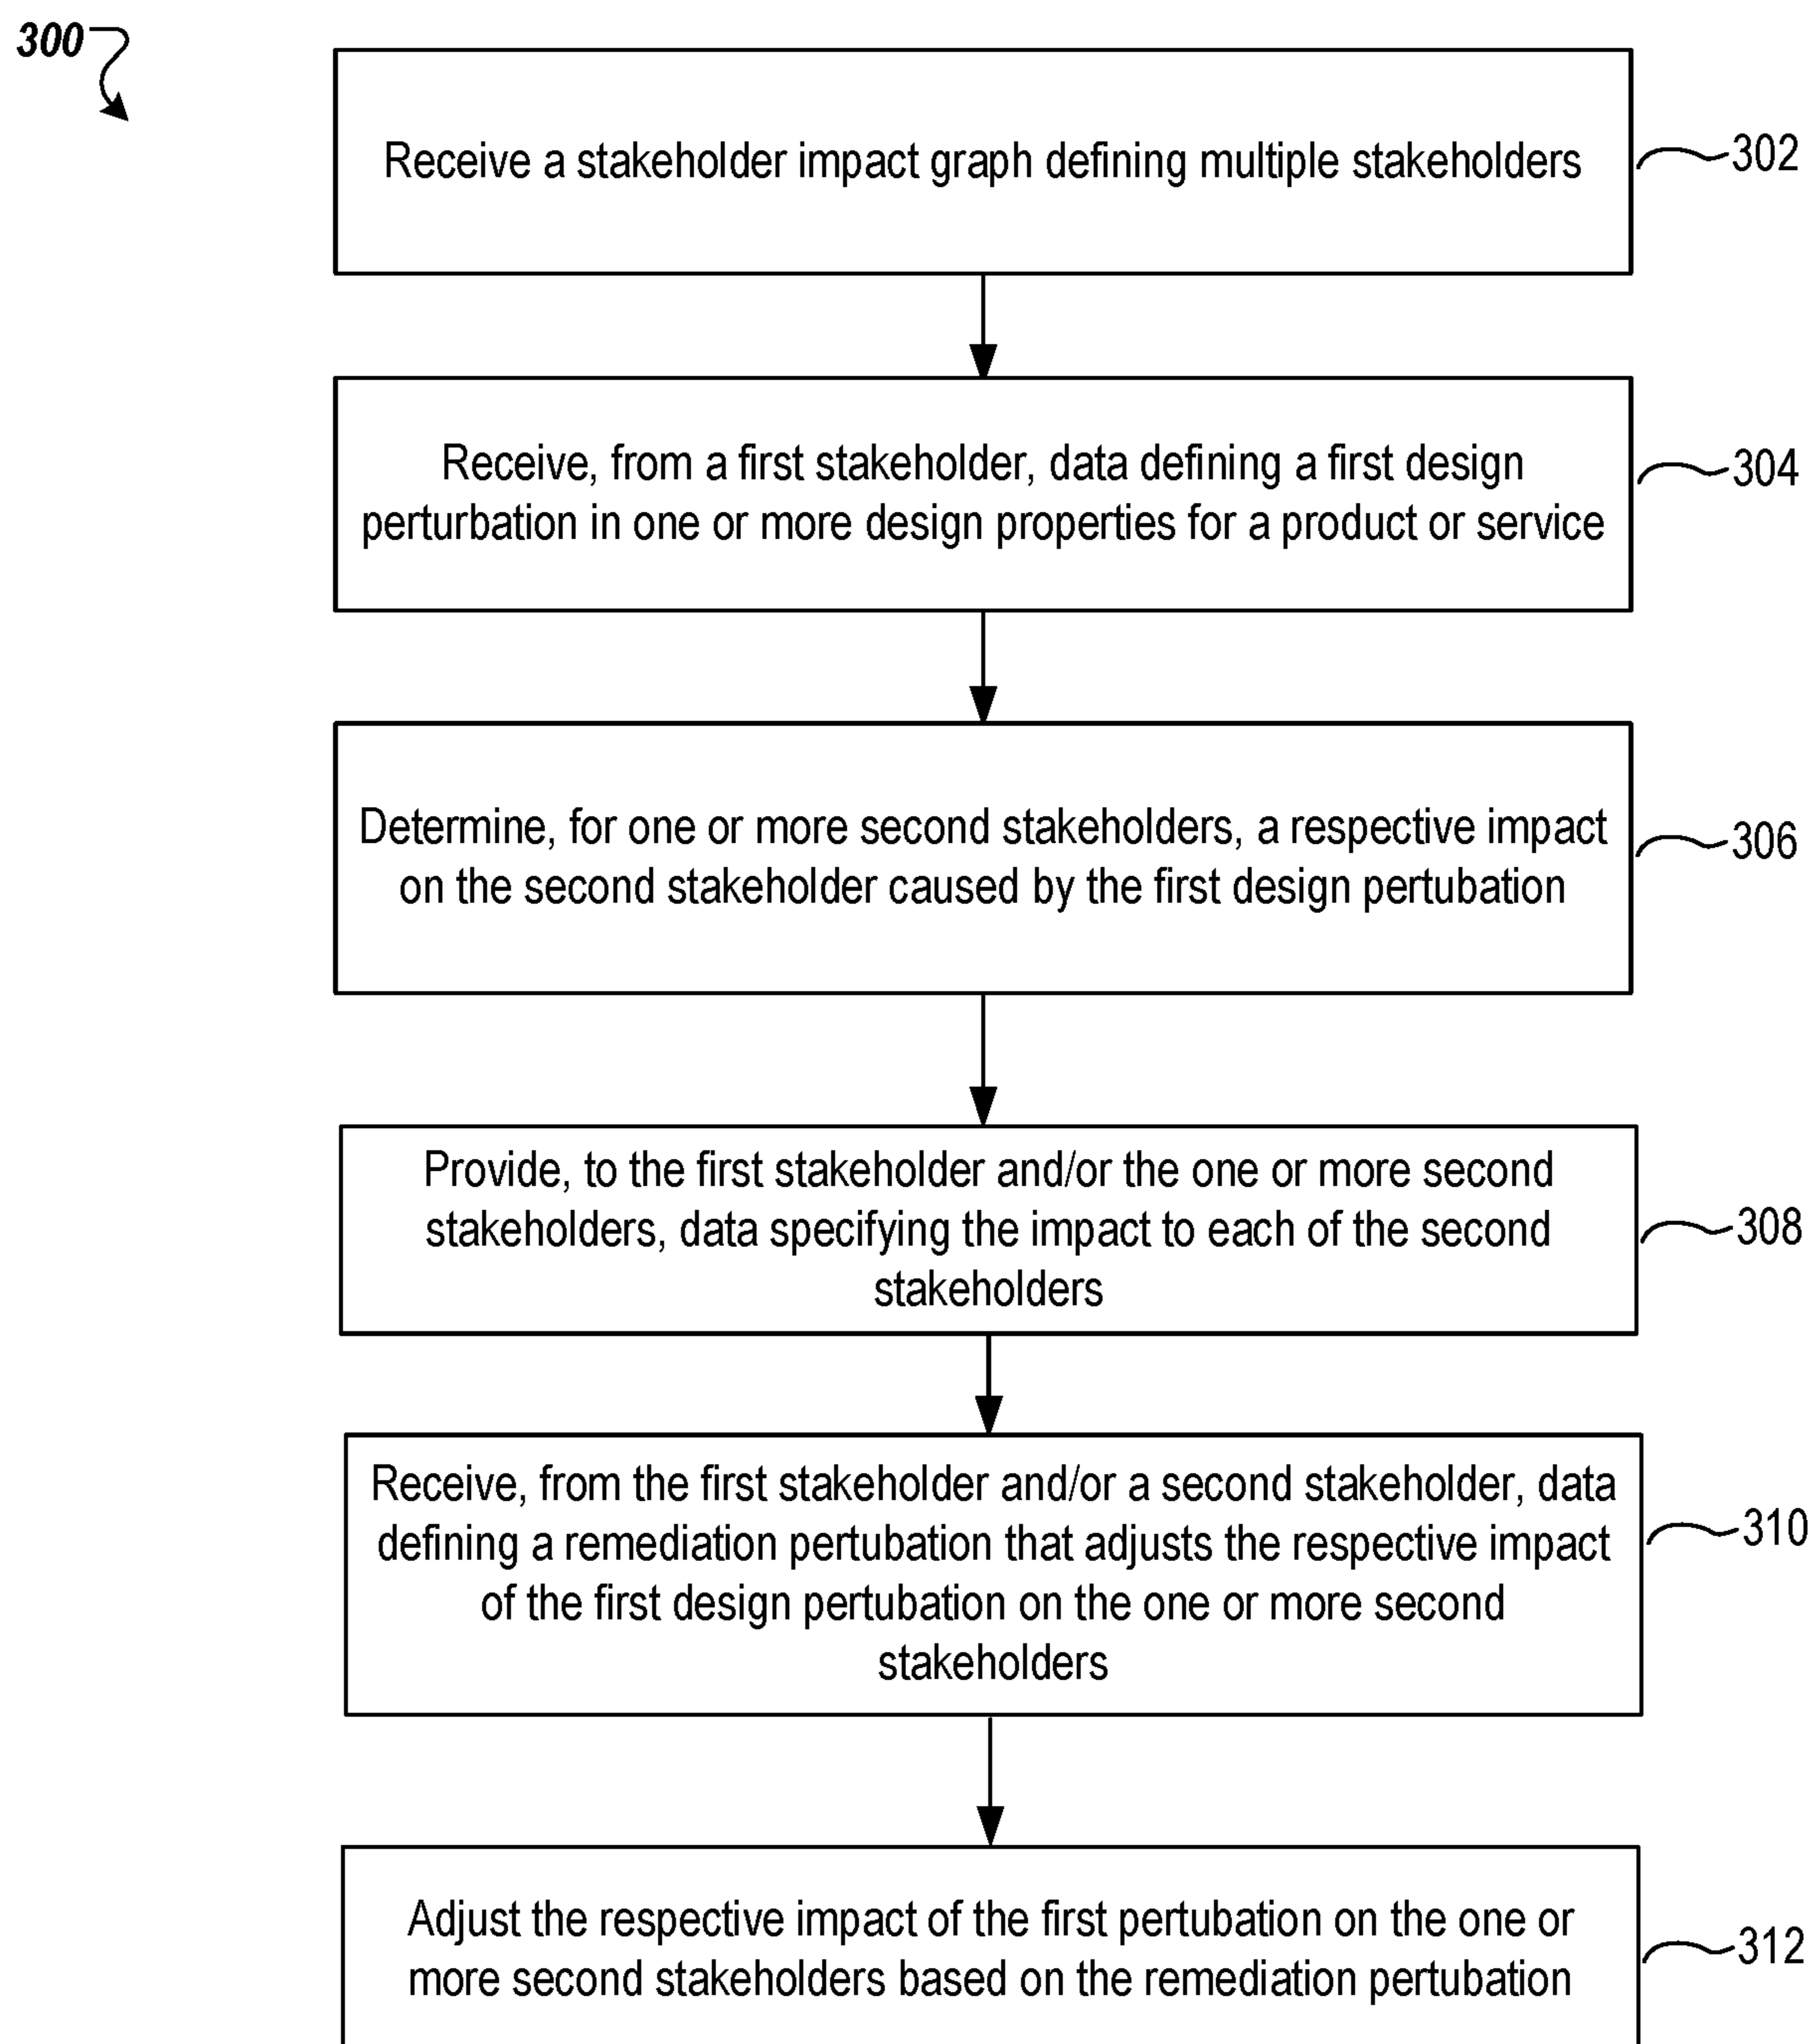 300
Receive a stakeholder impact graph defining multiple stakeholders
302
Receive, from a first stakeholder, data defining a first design
perturbation in one or more design properties for a product or service
304
Determine, for one or more second stakeholders, a respective impact
on the second stakeholder caused by the first design pertubation
306
Provide, to the first stakeholder and/or the one or more second
stakeholders, data specifying the impact to each of the second
stakeholders
308
Receive, from the first stakeholder and/or a second stakeholder, data
defining a remediation pertubation that adjusts the respective impact
of the first design pertubation on the one or more second
stakeholders
310
Adjust the respective impact of the first pertubation on the one or
more second stakeholders based on the remediation pertubation
312